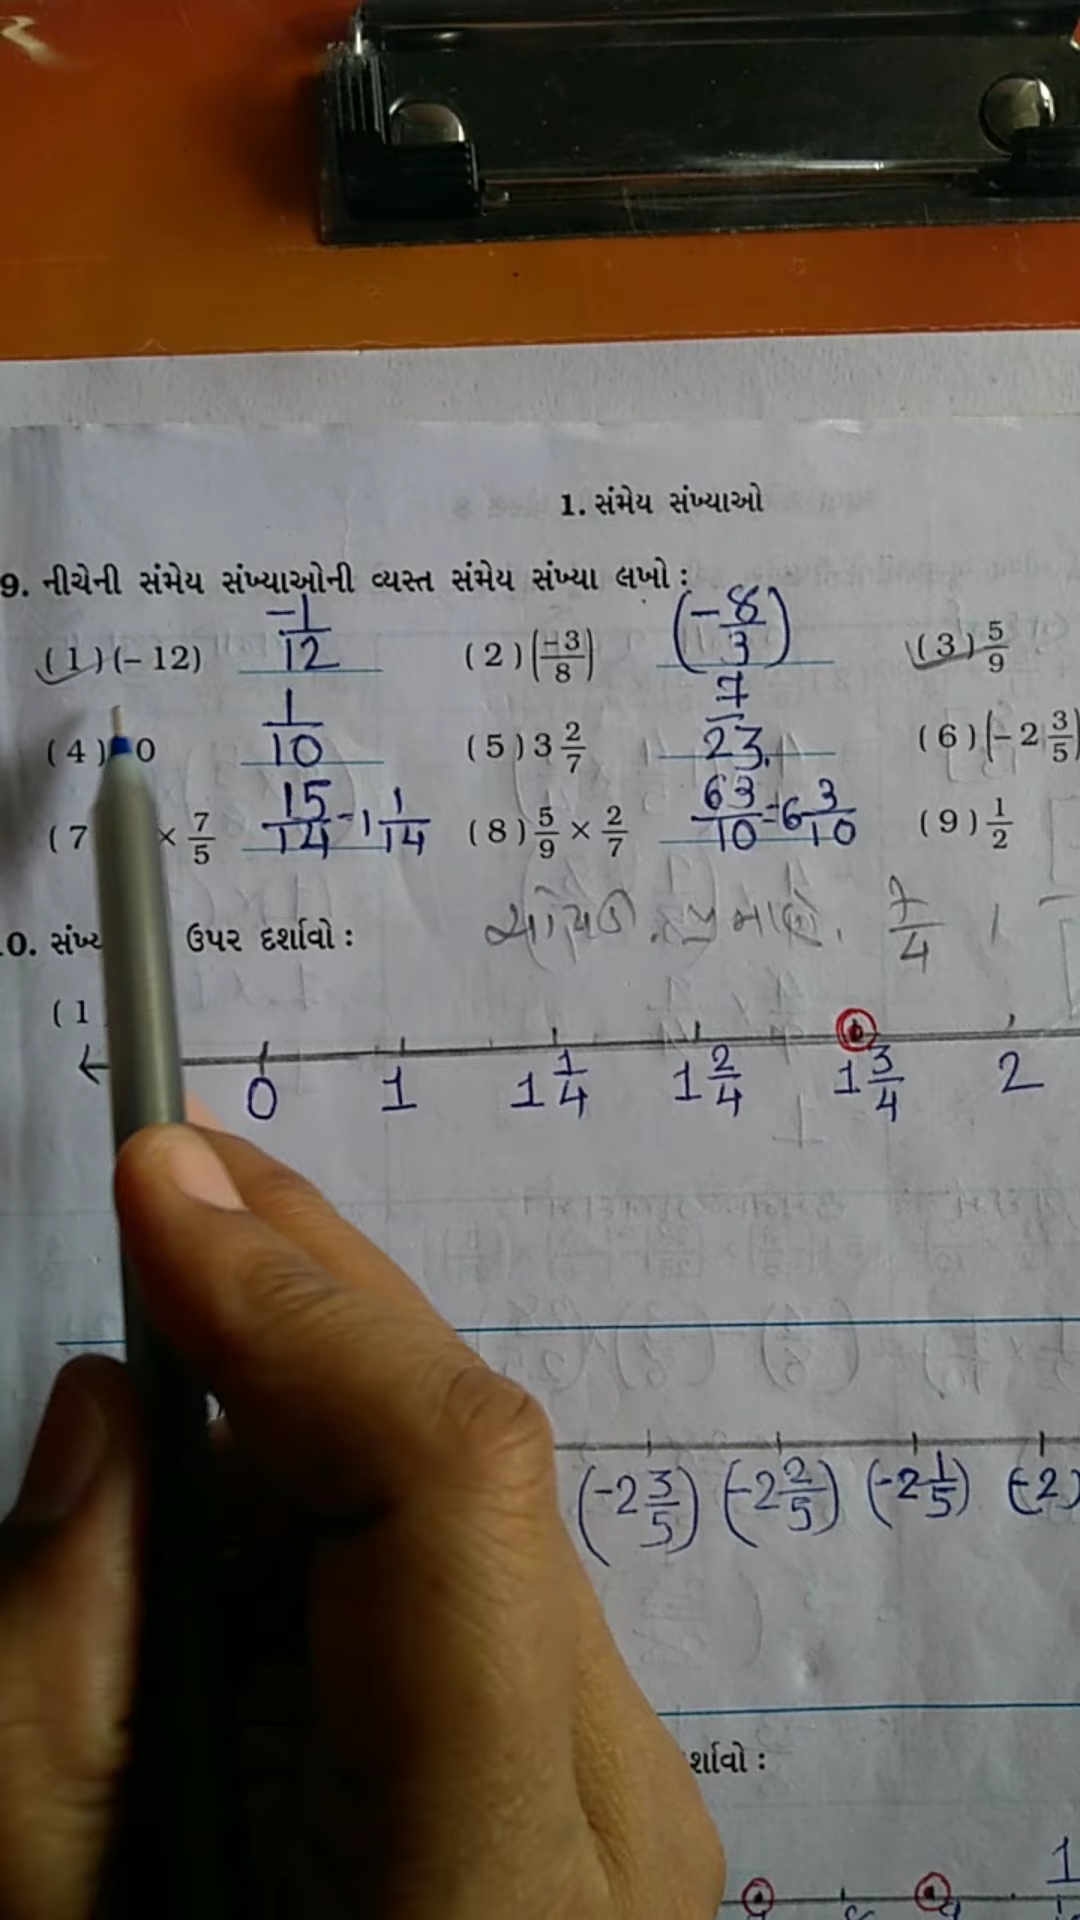 1. સંમેય સંખ્યાઓ
9. નીચેની સંમેય સંખ્યાઓની વ્યસ્ત સંમેય સંખ્યા લખો :
(1) (- 12) -1/12 (2) (-3/8) (-8/3) (3) 5/9
(4) 0 1/10 (5) 3 2/7 7/23. (6) (- 2 3/5)
(7 × 7/5 15/14 - 1 1/14 (8) 5/9 × 2/7 63/10 = 6 3/10 (9) 1/2
0. સંખ્ય ઉપર દર્શાવો : 7/4
(1
0 1 1 1/4 1 2/4 1 3/4 2
(-2 3/5) (-2 2/5) (-2 1/5) (-2)
ર્શાવો :
1